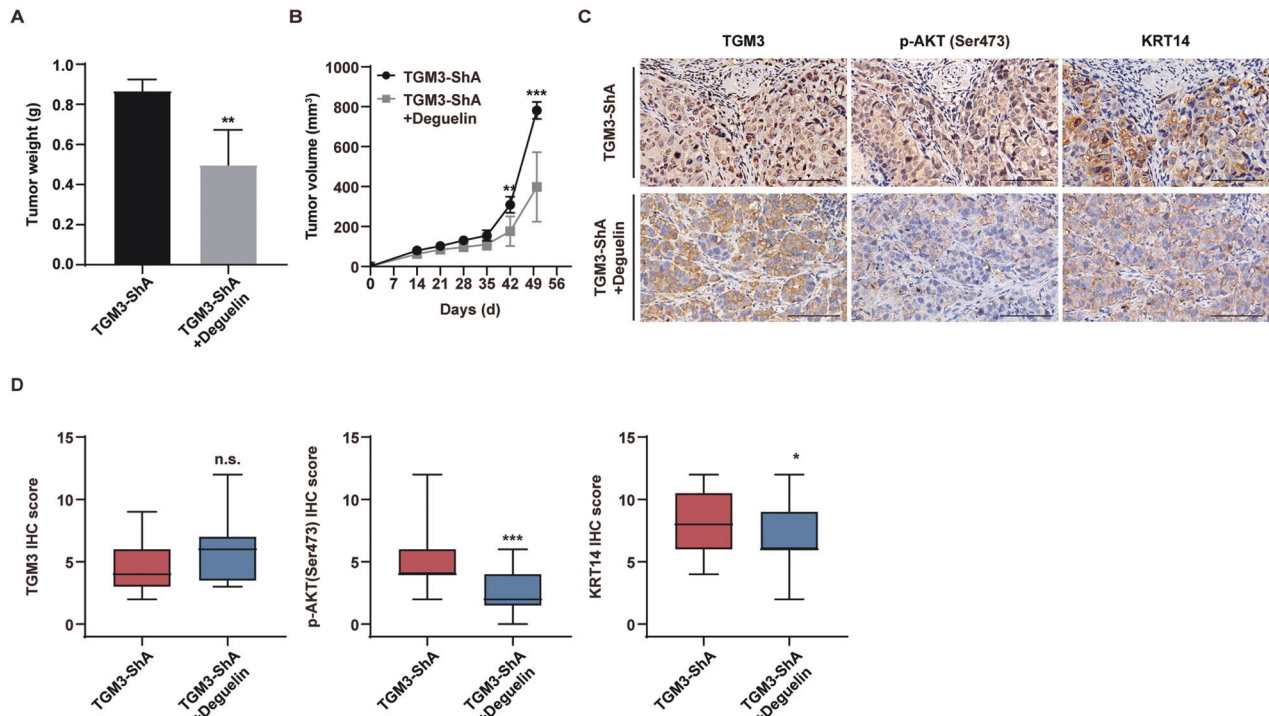 A
Tumor weight (g)
1.0
0.8
0.6
0.4
0.2
0.0
**
TGM3-ShA
TGM3-ShA
+Deguelin
B
Tumor volume (mm³)
1000
800
600
400
200
0
TGM3-ShA
TGM3-ShA
+Deguelin
**
***
0 7 14 21 28 35 42 49 56
Days (d)
C
TGM3
p-AKT (Ser473)
KRT14
TGM3-ShA
TGM3-ShA
+Deguelin
D
TGM3 IHC score
15
10
5
0
n.s.
TGM3-ShA
TGM3-ShA
+Deguelin
p-AKT(Ser473) IHC score
15
10
5
0
***
TGM3-ShA
TGM3-ShA
+Deguelin
KRT14 IHC score
15
10
5
0
*
TGM3-ShA
TGM3-ShA
+Deguelin